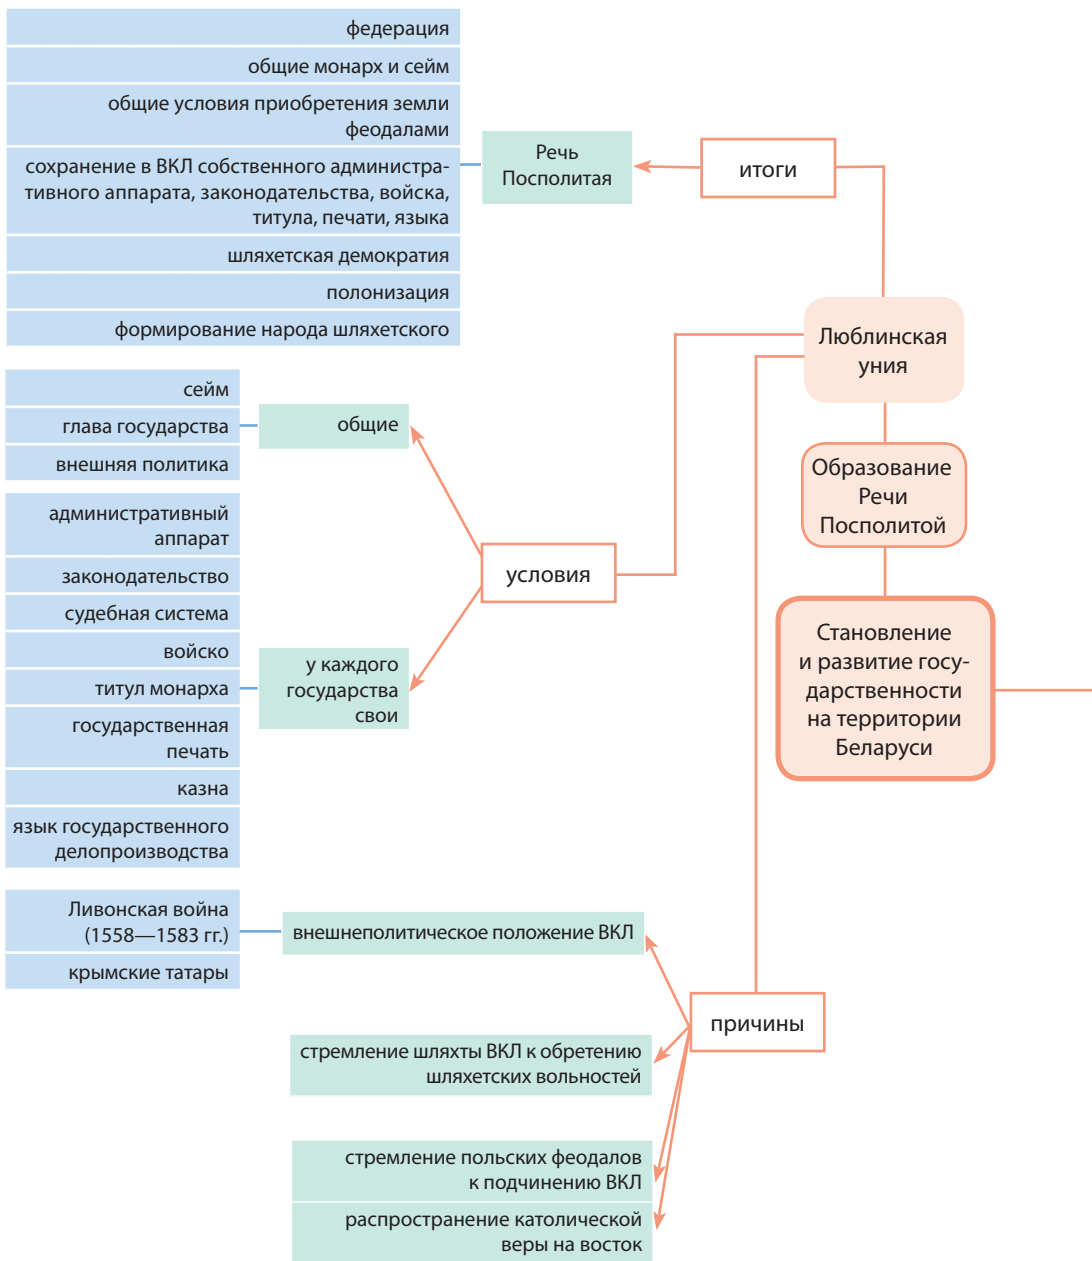 федерация
общие монарх и сейм
общие условия приобретения земли
феодалами
сохранение в ВКЛ собственного администра-
тивного аппарата, законодательства, войска,
титула, печати, языка
шляхетская демократия
полонизация
формирование народа шляхетского
Речь
Посполитая
итоги
Люблинская
уния
сейм
глава государства
внешняя политика
общие
административный
аппарат
законодательство
судебная система
войско
титул монарха
государственная
печать
казна
язык государственного
делопроизводства
у каждого
государства
свои
условия
Образование
Речи
Посполитой
Становление
и развитие госу-
дарственности
на территории
Беларуси
Ливонская война
(1558—1583 гг.)
крымские татары
внешнеполитическое положение ВКЛ
стремление шляхты ВКЛ к обретению
шляхетских вольностей
стремление польских феодалов
к подчинению ВКЛ
распространение католической
веры на восток
причины